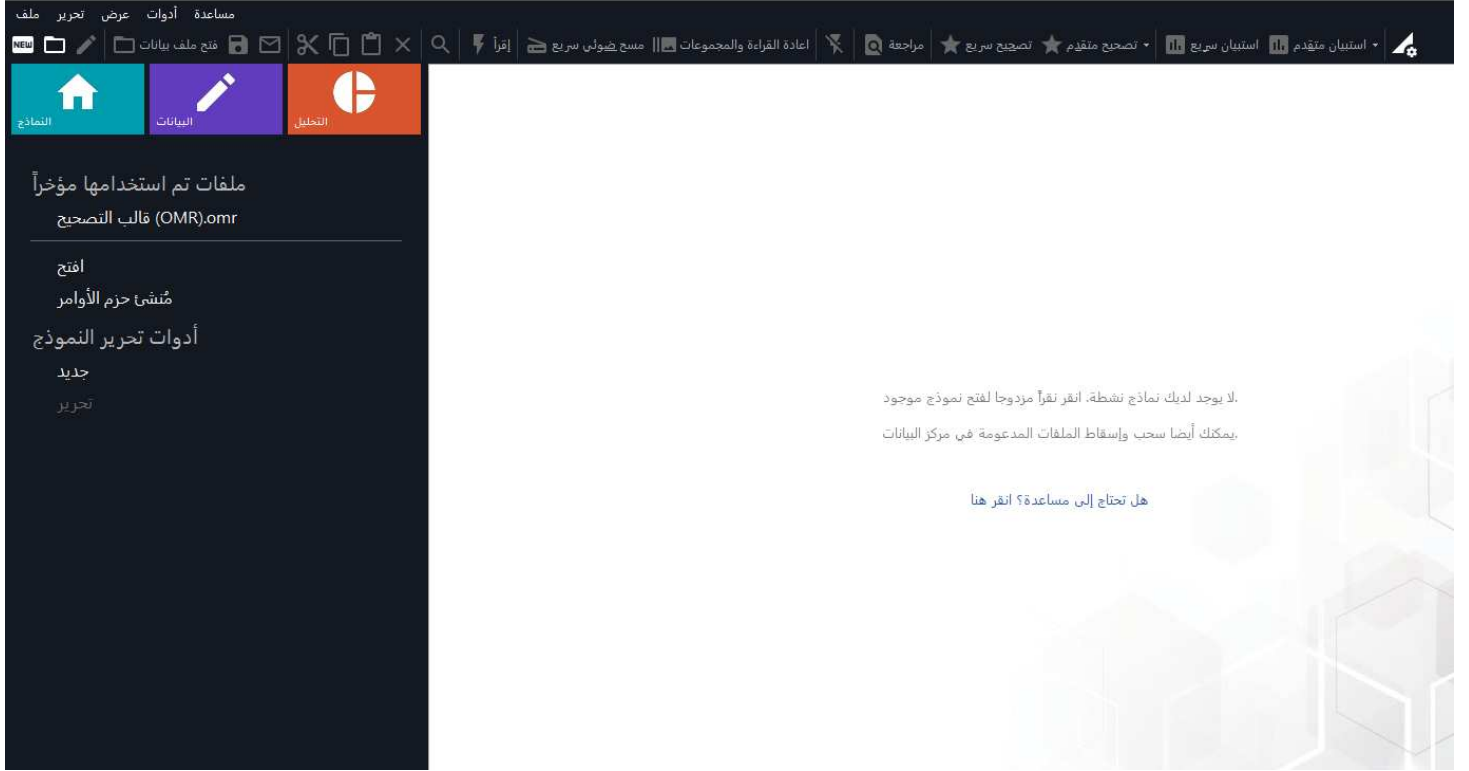 ملف تحرير عرض أدوات مساعدة
NEW فتح ملف بيانات إقرأ مسح ضوئي سريع اعادة القراءة والمجموعات مراجعة تصحيح سريع تصحيح متقدم استبيان سريع استبيان متقدم
النماذج البيانات التحليل
ملفات تم استخدامها مؤخراً
قالب التصحيح (OMR).omr
افتح
مُنشئ حزم الأوامر
أدوات تحرير النموذج
جديد
تحرير
لا يوجد لديك نماذج نشطة. انقر نقراً مزدوجا لفتح نموذج موجود.
يمكنك أيضا سحب وإسقاط الملفات المدعومة في مركز البيانات.
هل تحتاج إلى مساعدة؟ انقر هنا